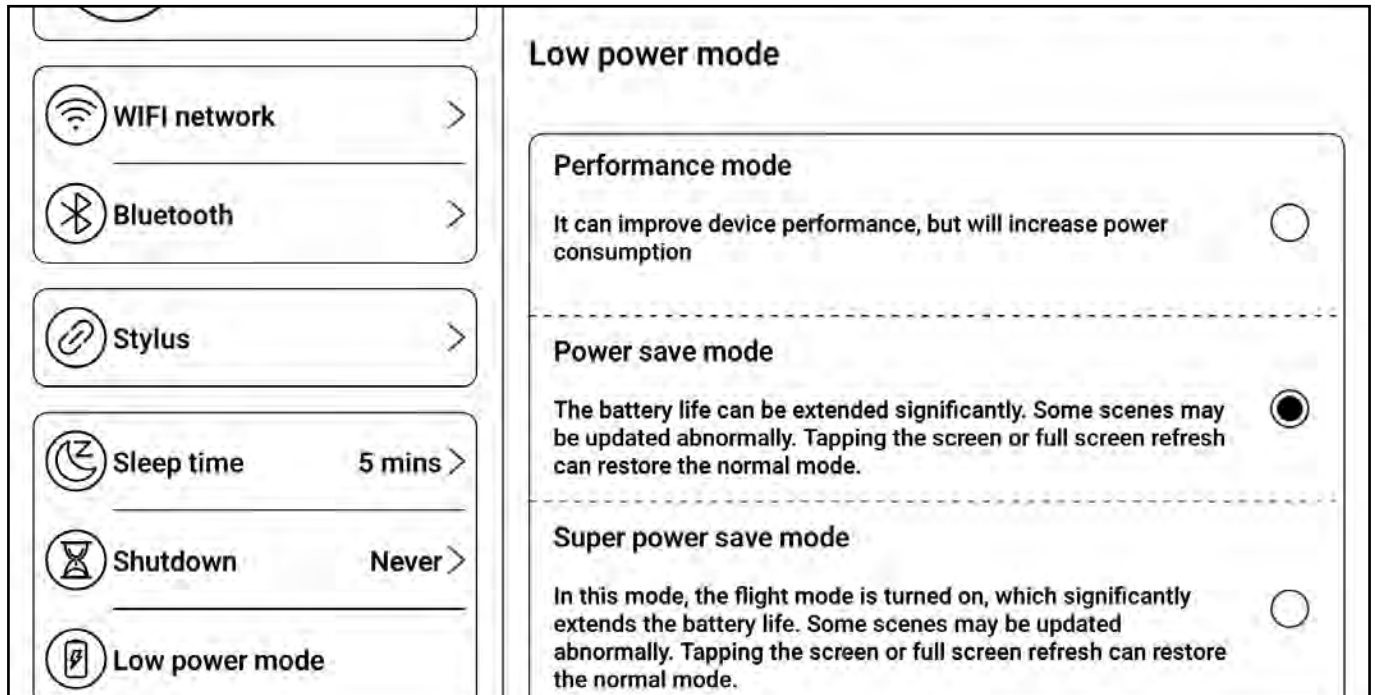 WIFI network
Bluetooth
Stylus
Sleep time 5 mins
Shutdown Never
Low power mode
Low power mode
Performance mode
It can improve device performance, but will increase power
consumption
Power save mode
The battery life can be extended significantly. Some scenes may
be updated abnormally. Tapping the screen or full screen refresh
can restore the normal mode.
Super power save mode
In this mode, the flight mode is turned on, which significantly
extends the battery life. Some scenes may be updated
abnormally. Tapping the screen or full screen refresh can restore
the normal mode.